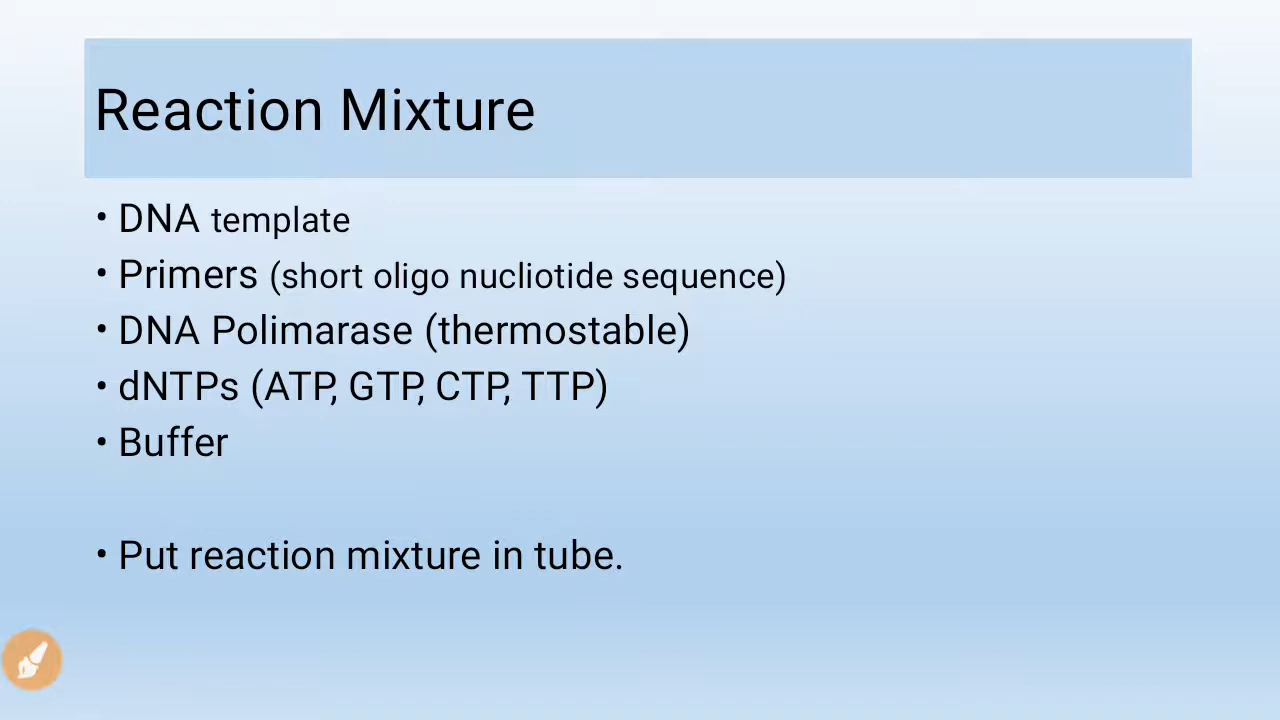 Reaction Mixture
• DNA template
• Primers (short oligo nucliotide sequence)
• DNA Polimarase (thermostable)
• dNTPs (ATP, GTP, CTP, TTP)
• Buffer
• Put reaction mixture in tube.